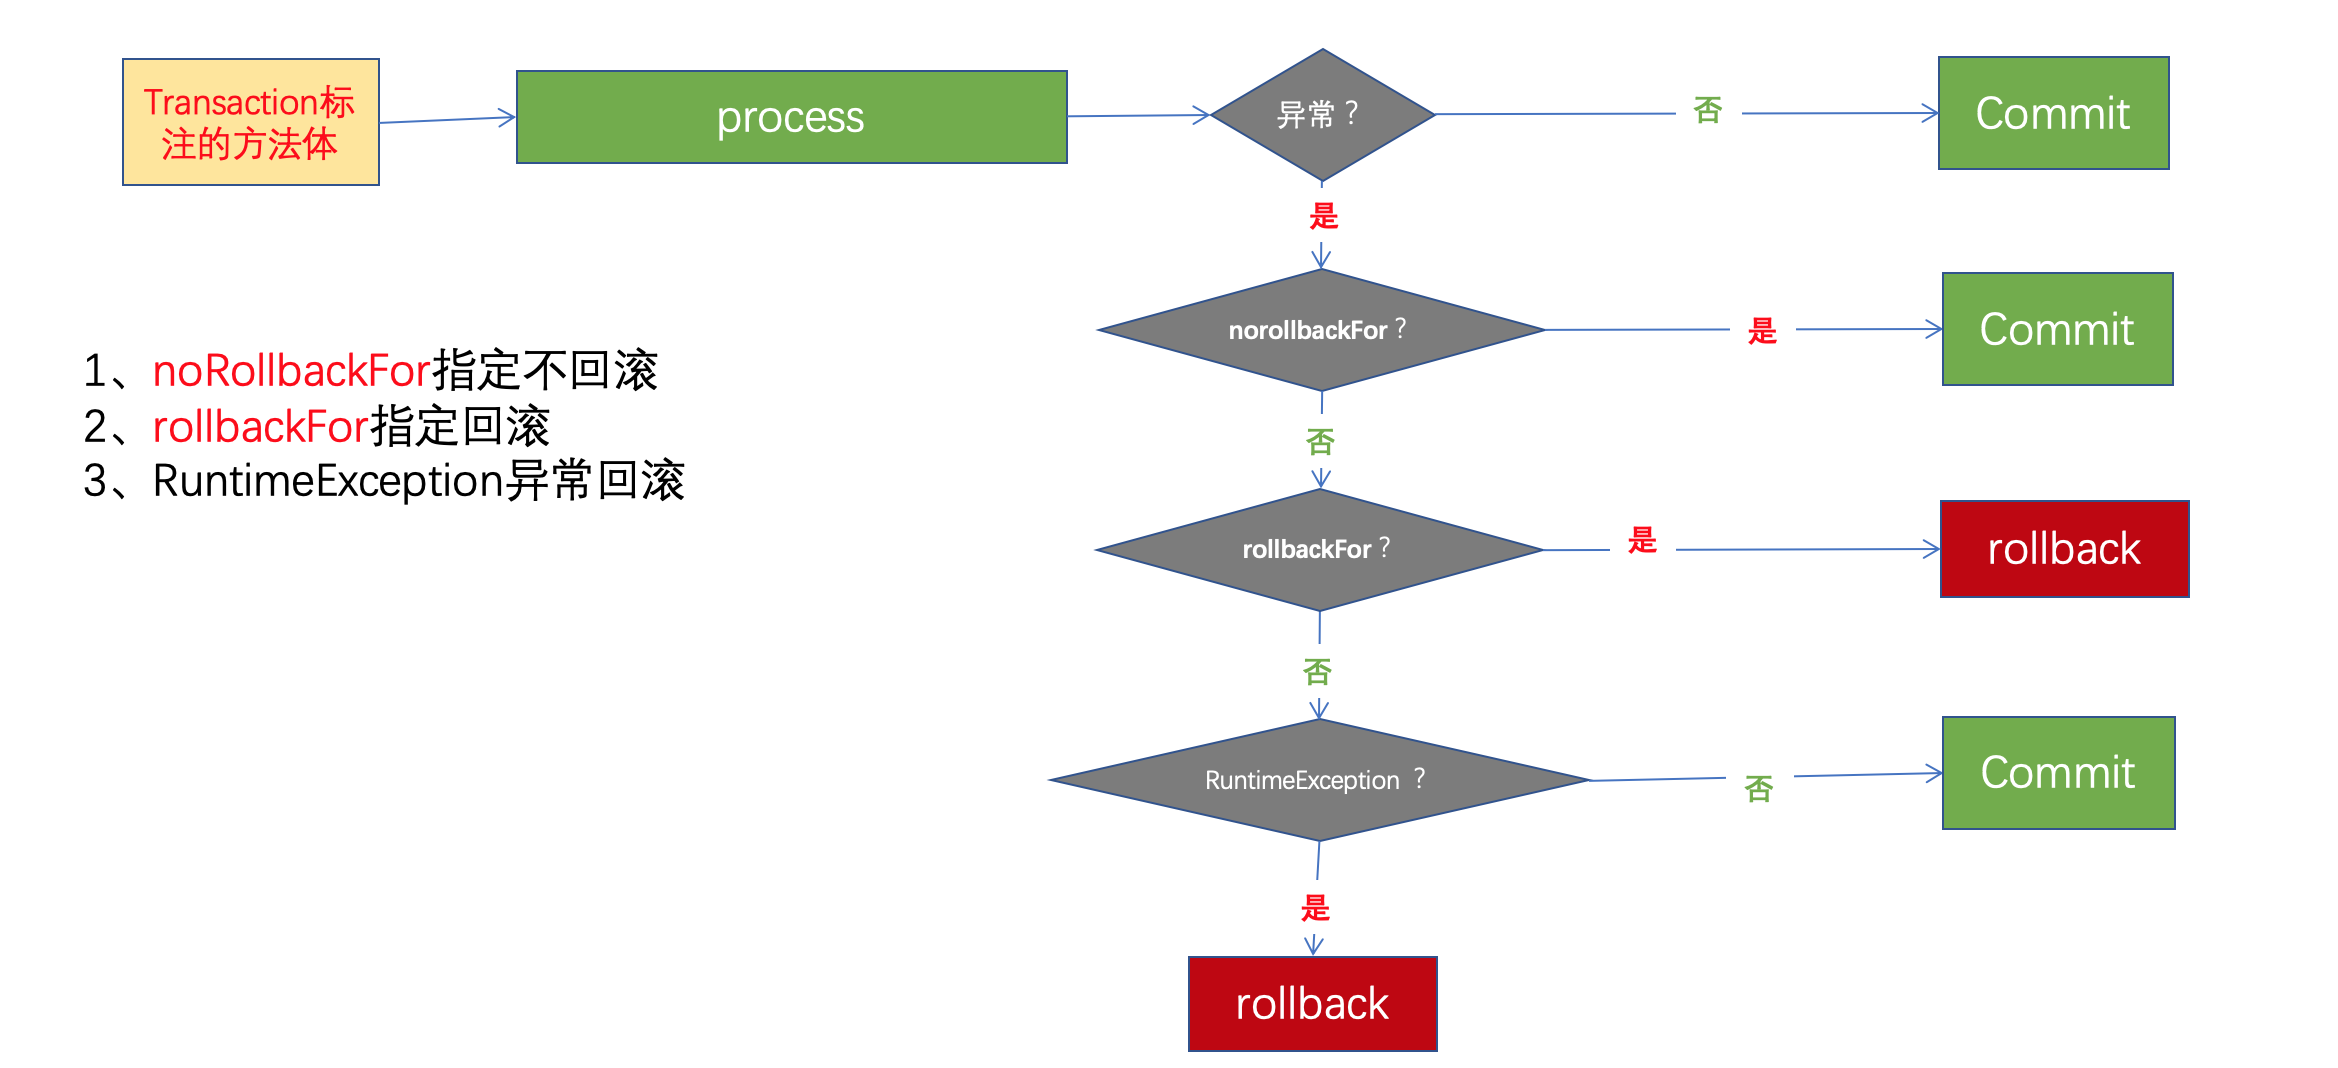 Transaction标
注的方法体
process
异常？
否
Commit
是
norollbackFor？
是
Commit
1、noRollbackFor指定不回滚
2、rollbackFor指定回滚
3、RuntimeException异常回滚
否
rollbackFor？
是
rollback
否
RuntimeException ？
否
Commit
是
rollback